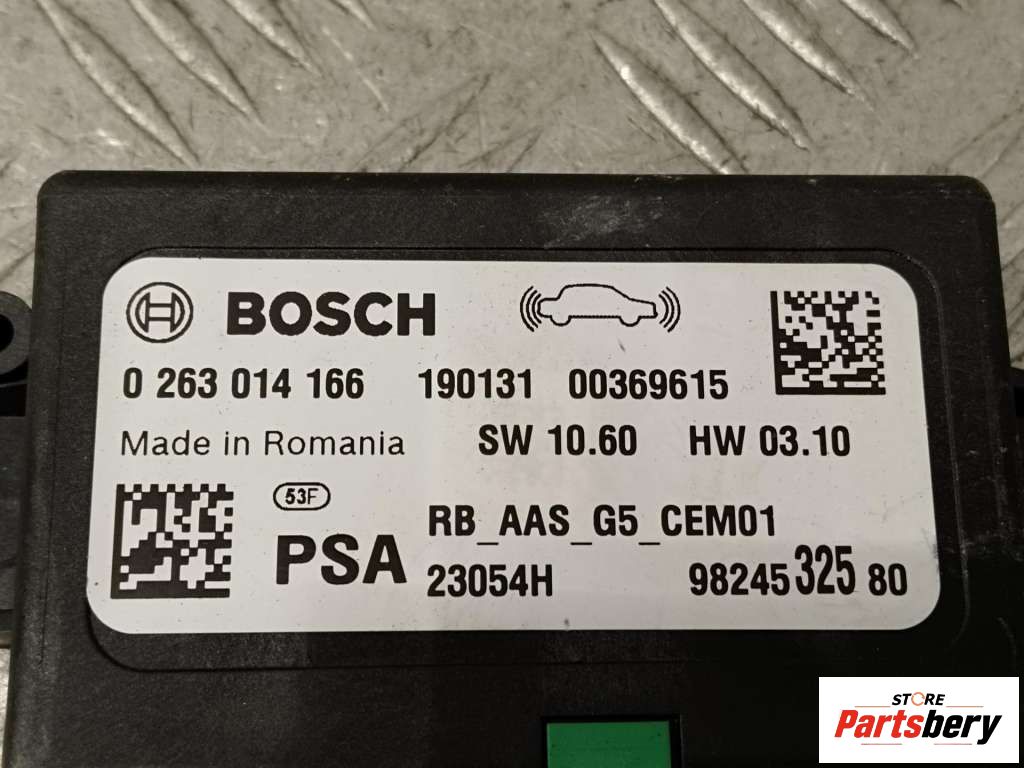 BOSCH
0 263 014 166 190131 00369615
Made in Romania SW 10.60 HW 03.10
53F
RB_AAS_G5_CEM01
PSA
23054H 98245 325 80
STORE
Partsbery